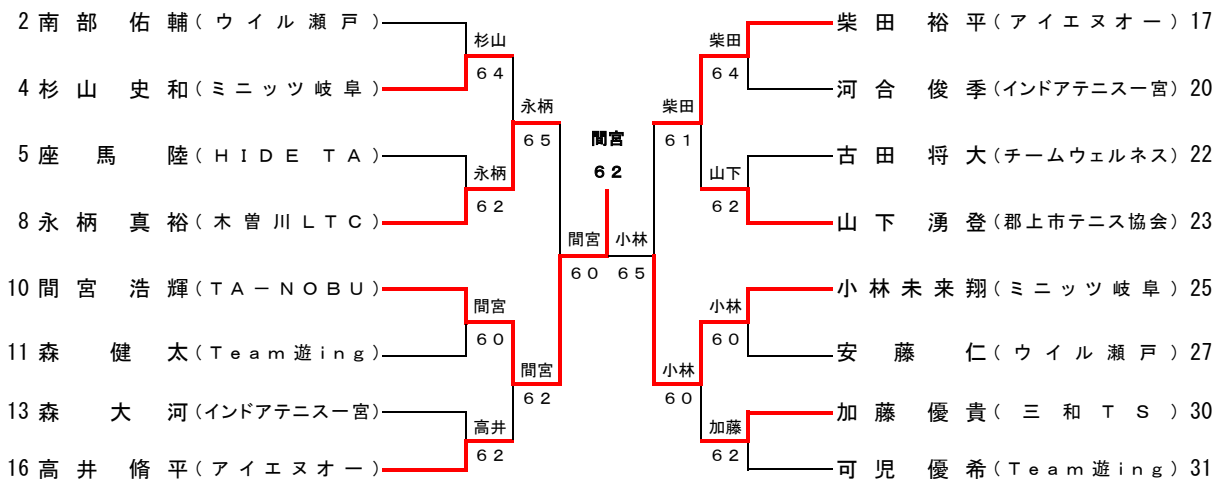 2 南部 佑輔(ウイル瀬戸)
杉山
64
4 杉山 史和(ミニッツ岐阜)
永柄
65
5 座馬 陸(HIDE TA)
永柄
62
8 永柄 真裕(木曽川LTC)
間宮
60
10 間宮 浩輝(TA-NOBU)
間宮
60
11 森 健太(Team遊ing)
間宮
62
13 森 大河(インドアテニス一宮)
高井
62
16 高井 脩平(アイエヌオー)
間宮
62
柴田 裕平(アイエヌオー) 17
柴田
64
河合 俊季(インドアテニス一宮) 20
柴田
61
古田 将大(チームウェルネス) 22
山下
62
山下 湧登(郡上市テニス協会) 23
小林
65
小林未来翔(ミニッツ岐阜) 25
小林
60
安藤 仁(ウイル瀬戸) 27
小林
60
加藤優貴(三和TS) 30
加藤
62
可児優希(Team遊ing) 31